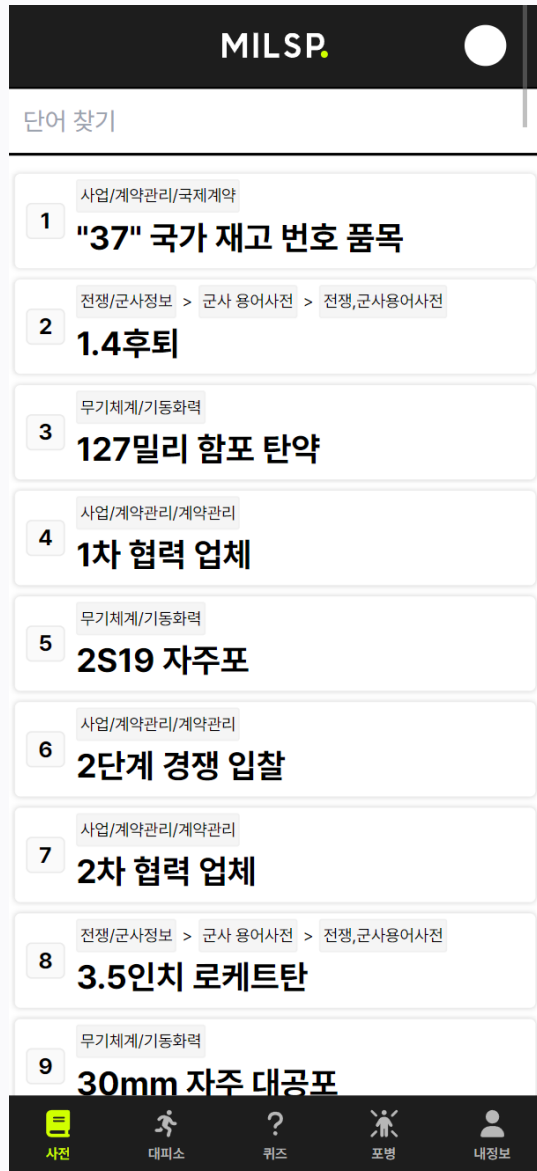 MILSP.
단어 찾기
사업/계약관리/국제계약
1
"37" 국가 재고 번호 품목
전쟁/군사정보 > 군사 용어사전 > 전쟁,군사용어사전
2
1.4후퇴
무기체계/기동화력
3
127밀리 함포 탄약
사업/계약관리/계약관리
4
1차 협력 업체
무기체계/기동화력
5
2S19 자주포
사업/계약관리/계약관리
6
2단계 경쟁 입찰
사업/계약관리/계약관리
7
2차 협력 업체
전쟁/군사정보 > 군사 용어사전 > 전쟁,군사용어사전
8
3.5인치 로케트탄
무기체계/기동화력
9
30mm 자주 대공포
사전 대피소 퀴즈 포병 내정보